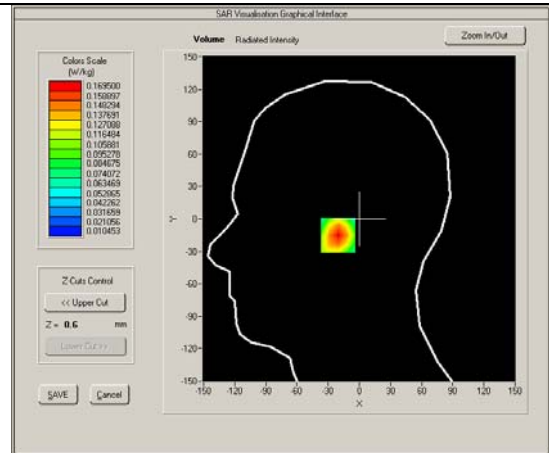 SAR Visualisation Graphical Interface
Volume Radiated Intensity
Zoom In/Out
Colors Scale
(W/kg)
0.169500
0.158897
0.148294
0.137691
0.127088
0.116484
0.105881
0.095278
0.084675
0.074072
0.063469
0.052865
0.042262
0.031659
0.021056
0.010453
Z Cuts Control
<< Upper Cut
Z = 0.6 mm
Lower Cut >>
SAVE Cancel
150-
120-
90-
60-
30-
0-
-30-
-60-
-90-
-120-
-150-
Y
-150 -120 -90 -60 -30 0 30 60 90 120 150
X